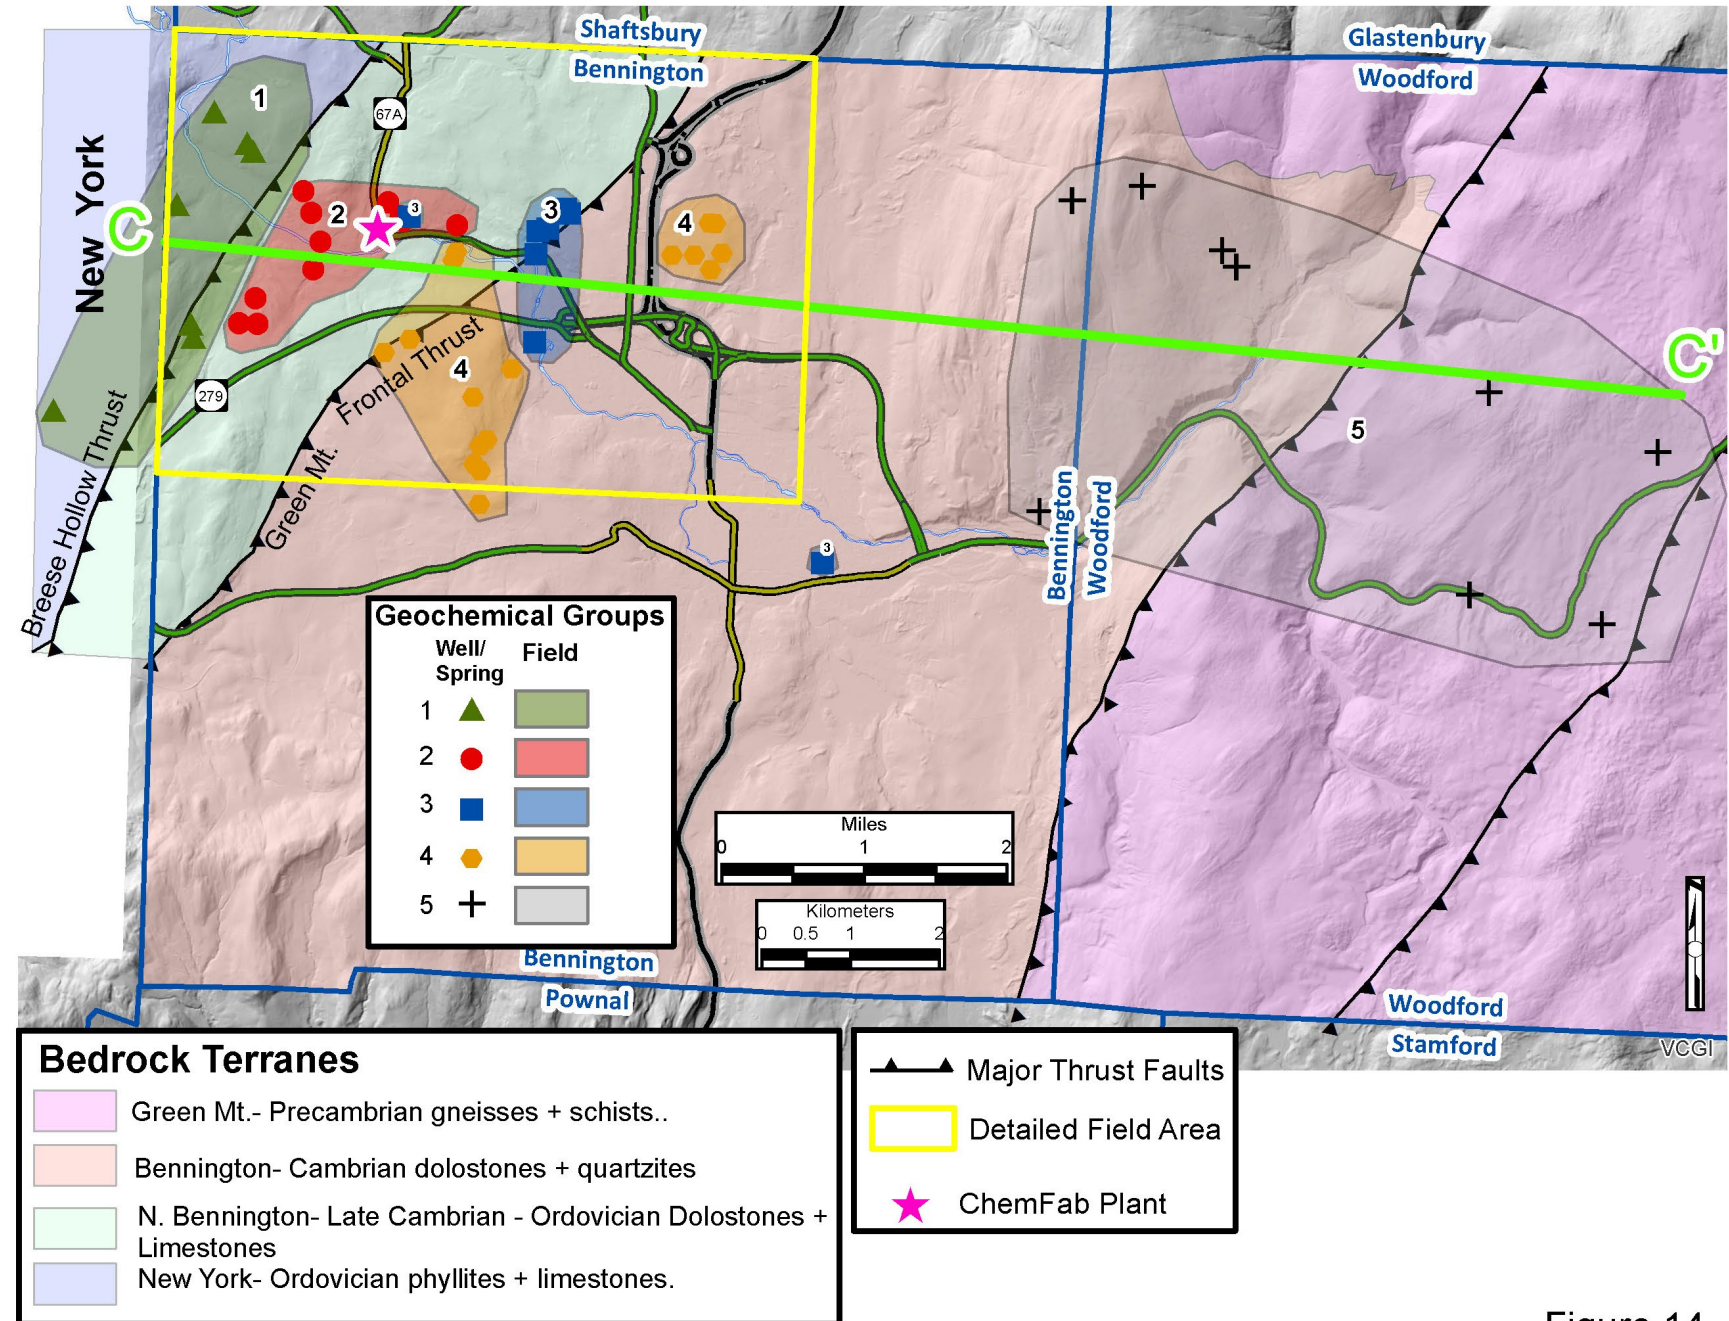 Shaftsbury
Bennington
Glastenbury
Woodford
1
67A
New York
C
2
3
3
4
C'
279
Frontal Thrust
4
5
Breese Hollow Thrust
Green Mt.
Bennington
Woodford
3
Geochemical Groups
Well/
Spring
Field
1
2
3
4
5
Miles
0 1 2
Kilometers
0 0.5 1 2
Bennington
Pownal
Woodford
Stamford
VCGI
Bedrock Terranes
Green Mt.- Precambrian gneisses + schists..
Bennington- Cambrian dolostones + quartzites
N. Bennington- Late Cambrian - Ordovician Dolostones +
Limestones
New York- Ordovician phyllites + limestones.
Major Thrust Faults
Detailed Field Area
ChemFab Plant
Figure 14